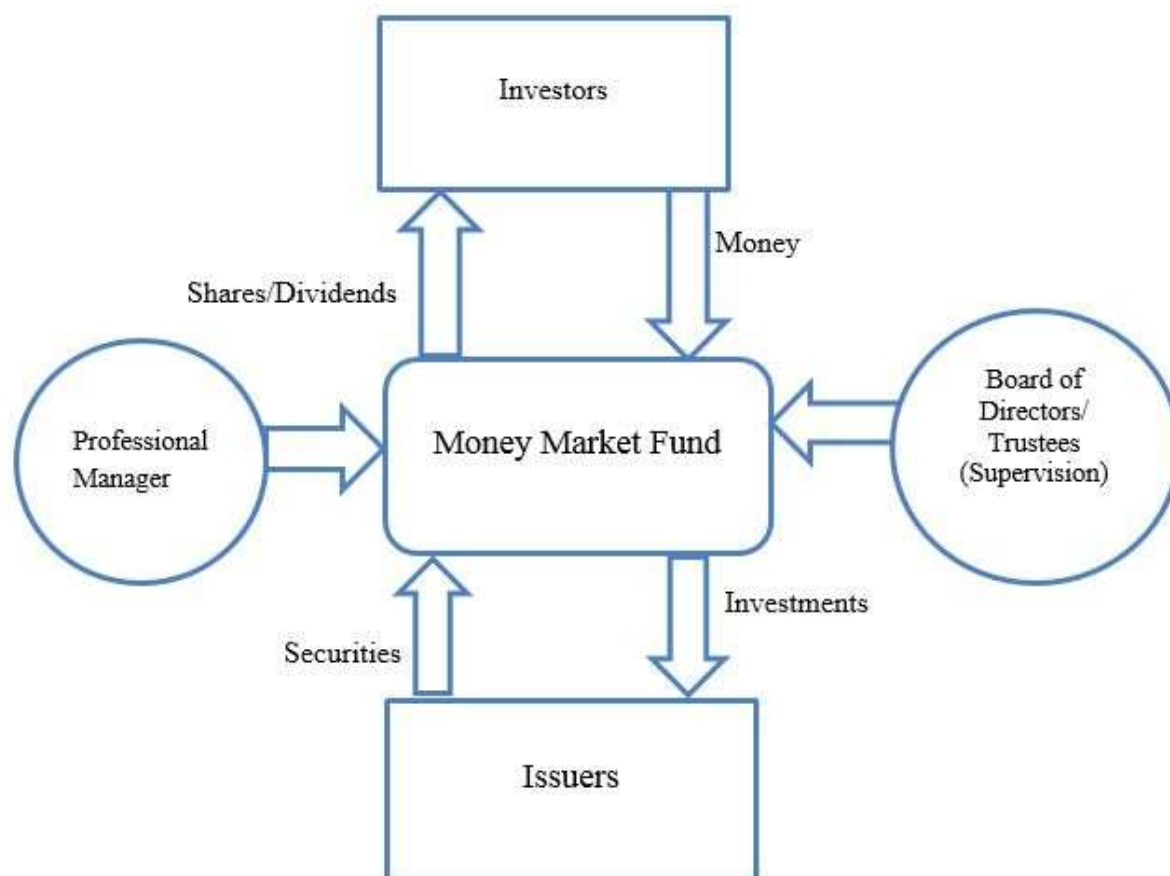 Investors
Money
Shares/Dividends
Professional
Manager
Money Market Fund
Board of
Directors/
Trustees
(Supervision)
Investments
Securities
Issuers